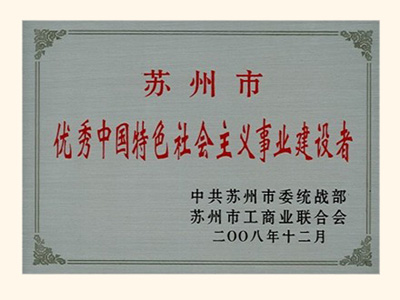 苏州市
优秀中国特色社会主义事业建设者
中共苏州市委统战部
苏州市工商业联合会
二〇〇八年十二月